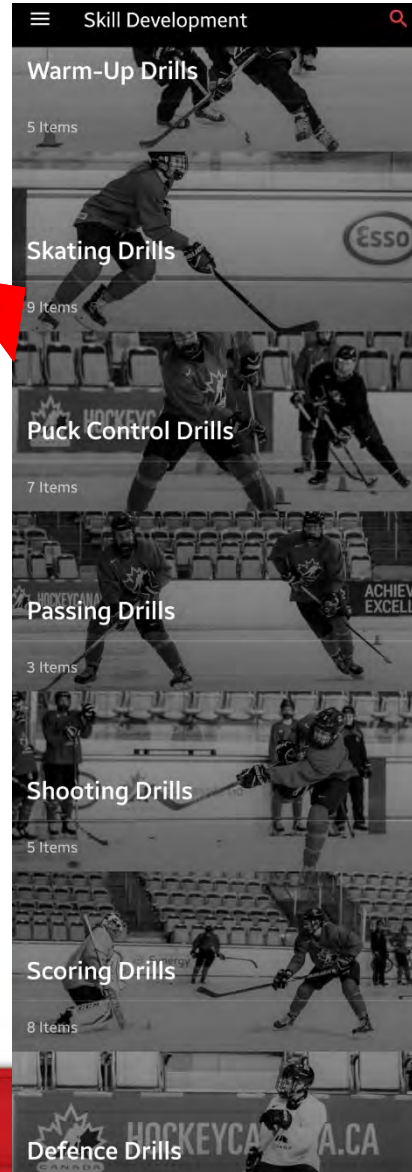 Skill Development
Warm-Up Drills
5 Items
Esso
Skating Drills
9 Items
Puck Control Drills
7 Items
ACHIEV
EXCELL
Passing Drills
3 Items
Shooting Drills
5 Items
Scoring Drills
8 Items
CANADA
Defence Drills